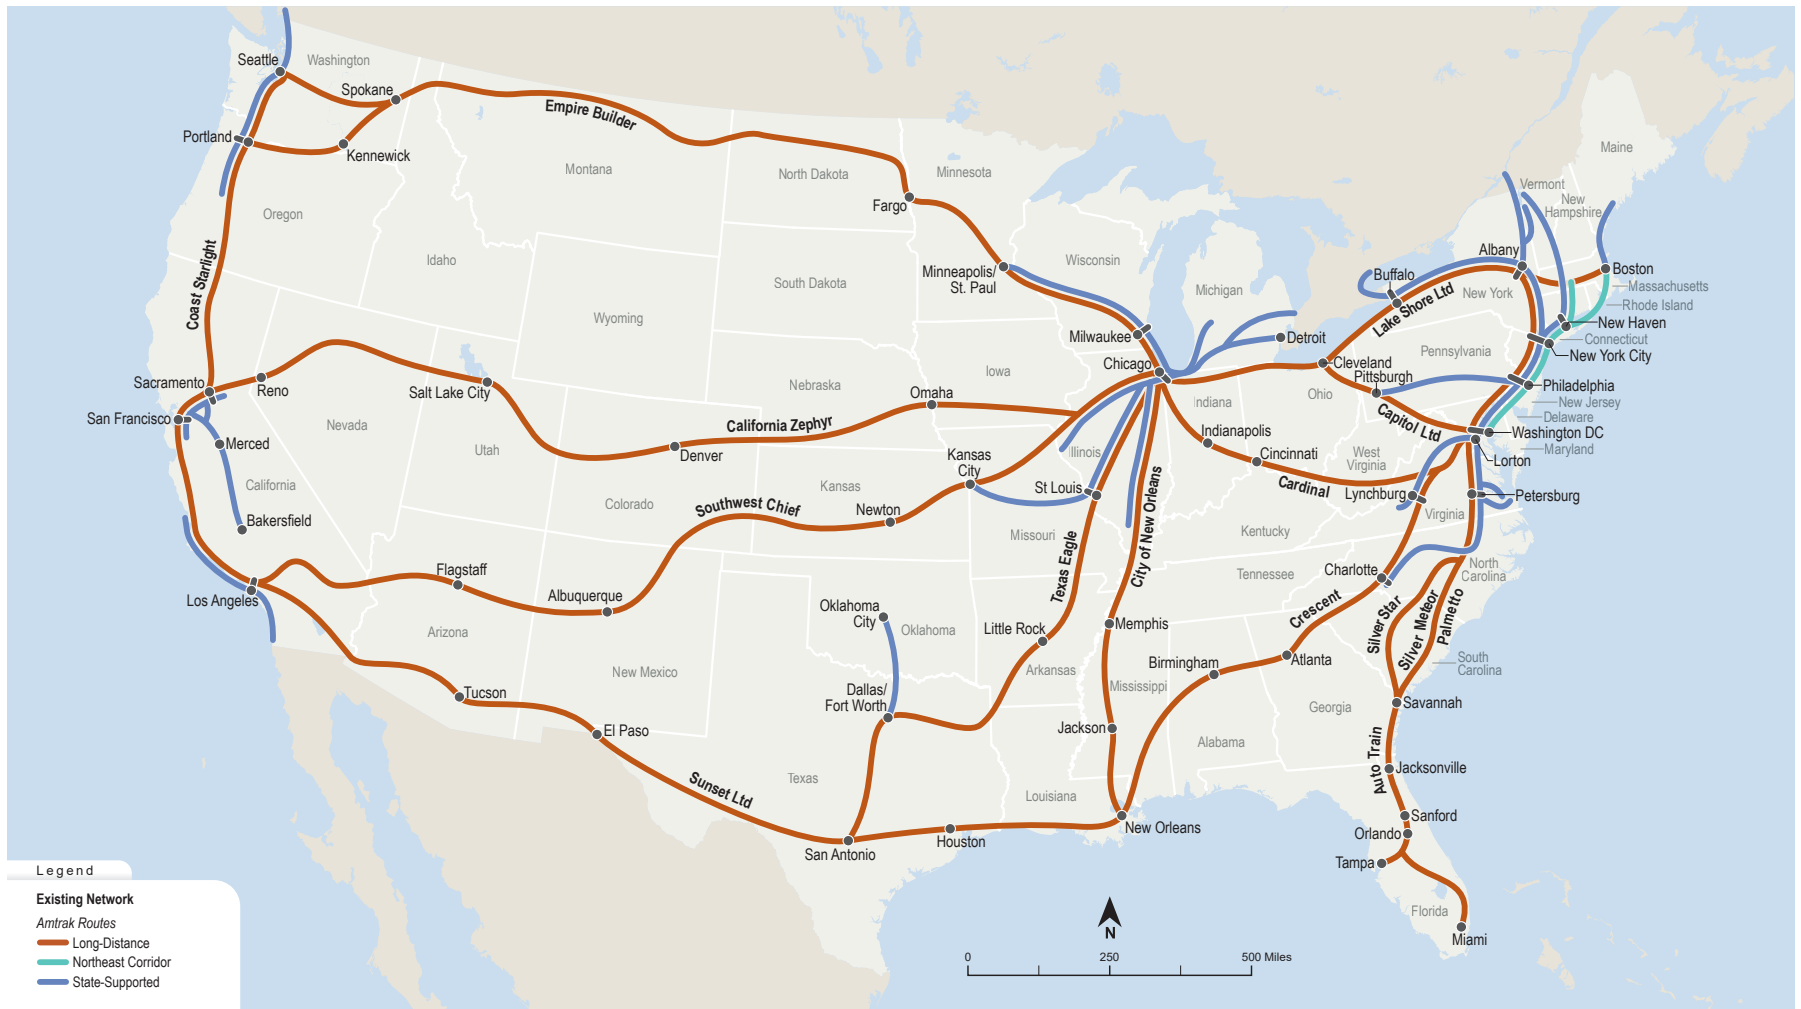 Seattle
Washington
Spokane
Empire Builder
Portland
Kennewick
Montana
North Dakota
Minnesota
Maine
Vermont
New
Hampshire
Fargo
Oregon
Idaho
Coast Starlight
Wyoming
South Dakota
Minneapolis/
St. Paul
Wisconsin
Michigan
Buffalo
Albany
Boston
Massachusetts
Rhode Island
New York
Lake Shore Ltd
New Haven
Connecticut
New York City
Milwaukee
Detroit
Pennsylvania
Chicago
Cleveland
Pittsburgh
Philadelphia
New Jersey
Delaware
Sacramento
Reno
Salt Lake City
Nebraska
Iowa
Omaha
Indiana
Ohio
Capitol Ltd
Washington DC
Maryland
Lorton
San Francisco
Nevada
California Zephyr
Merced
Utah
Denver
Kansas
City
Illinois
Indianapolis
Cincinnati
West
Virginia
Cardinal
Lynchburg
Petersburg
Virginia
California
Colorado
Kansas
Southwest Chief
Newton
St Louis
City of New Orleans
Bakersfield
Missouri
Kentucky
Texas Eagle
Tennessee
Charlotte
North
Carolina
Flagstaff
Los Angeles
Albuquerque
Oklahoma
City
Oklahoma
Little Rock
Memphis
Crescent
Silver Star
Silver Meteor
Palmetto
Arizona
New Mexico
Arkansas
Birmingham
Atlanta
South
Carolina
Mississippi
Dallas/
Fort Worth
Tucson
El Paso
Jackson
Georgia
Savannah
Alabama
Auto Train
Jacksonville
Texas
Sunset Ltd
Louisiana
New Orleans
Sanford
Orlando
San Antonio
Houston
Tampa
Florida
Miami
N
0
250
500 Miles
Legend
Existing Network
Amtrak Routes
Long-Distance
Northeast Corridor
State-Supported